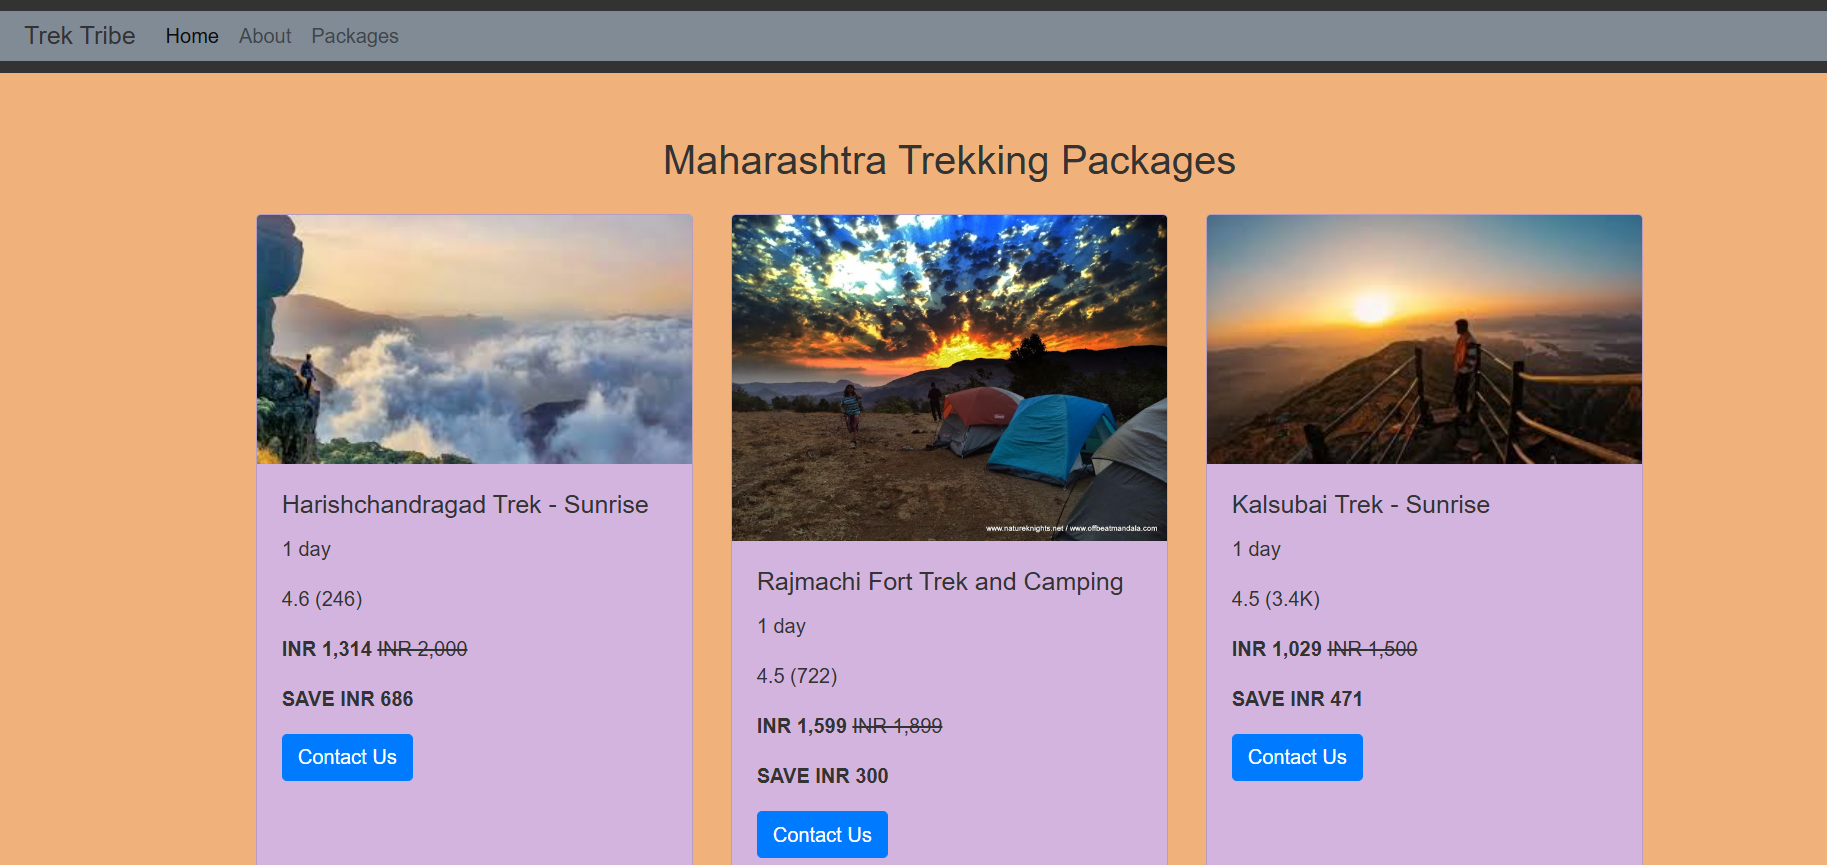 Trek Tribe Home About Packages
Maharashtra Trekking Packages
Harishchandragad Trek - Sunrise
1 day
4.6 (246)
INR 1,314 INR 2,000
SAVE INR 686
Contact Us
www.natureknights.net / www.offbeatmandala.com
Rajmachi Fort Trek and Camping
1 day
4.5 (722)
INR 1,599 INR 1,899
SAVE INR 300
Contact Us
Kalsubai Trek - Sunrise
1 day
4.5 (3.4K)
INR 1,029 INR 1,500
SAVE INR 471
Contact Us